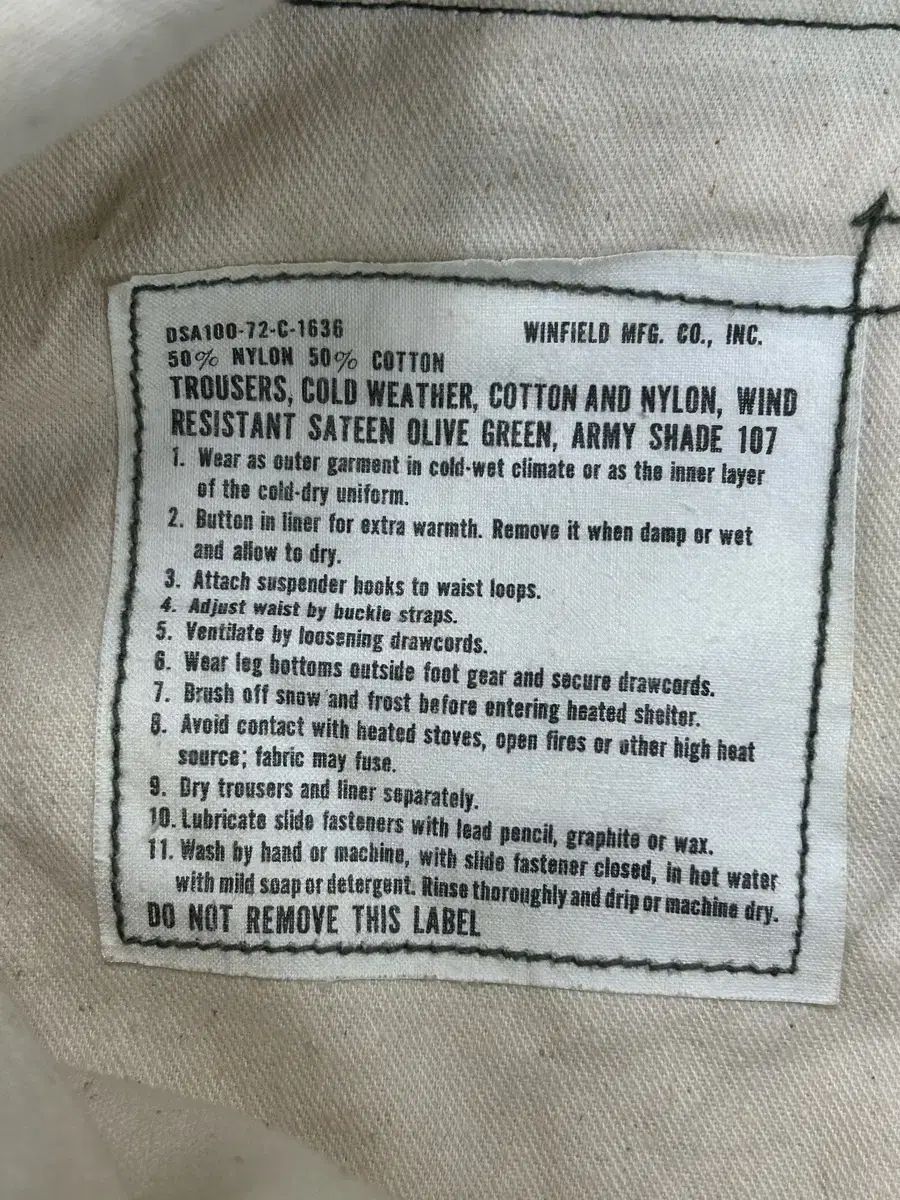 DSA100-72-C-1636 WINFIELD MFG. CO., INC.
50% NYLON 50% COTTON
TROUSERS, COLD WEATHER, COTTON AND NYLON, WIND
RESISTANT SATEEN OLIVE GREEN, ARMY SHADE 107
1. Wear as outer garment in cold-wet climate or as the inner layer
of the cold-dry uniform.
2. Button in liner for extra warmth. Remove it when damp or wet
and allow to dry.
3. Attach suspender hooks to waist loops.
4. Adjust waist by buckle straps.
5. Ventilate by loosening drawcords.
6. Wear leg bottoms outside foot gear and secure drawcords.
7. Brush off snow and frost before entering heated shelter.
8. Avoid contact with heated stoves, open fires or other high heat
source; fabric may fuse.
9. Dry trousers and liner separately.
10. Lubricate slide fasteners with lead pencil, graphite or wax.
11. Wash by hand or machine, with slide fastener closed, in hot water
with mild soap or detergent. Rinse thoroughly and drip or machine dry.
DO NOT REMOVE THIS LABEL